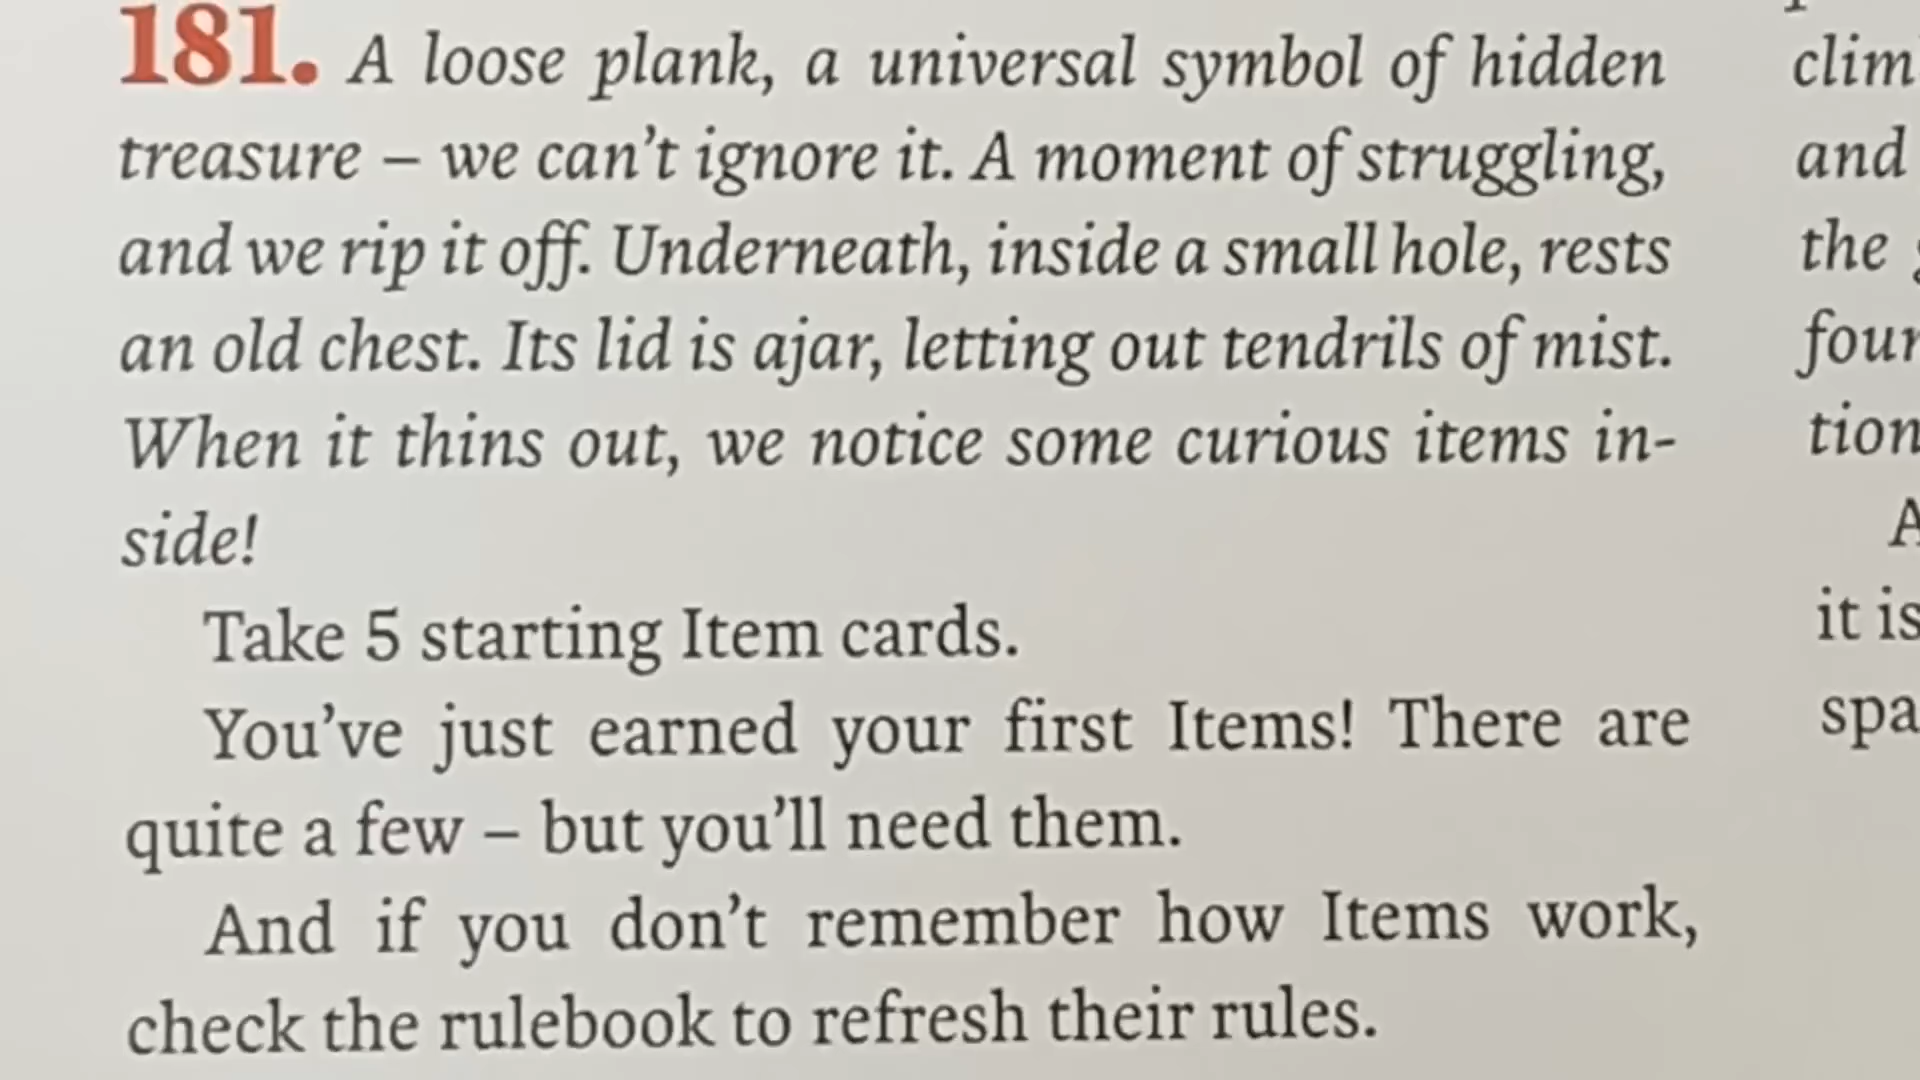 181. A loose plank, a universal symbol of hidden
treasure – we can’t ignore it. A moment of struggling,
and we rip it off. Underneath, inside a small hole, rests
an old chest. Its lid is ajar, letting out tendrils of mist.
When it thins out, we notice some curious items in-
side!
Take 5 starting Item cards.
You’ve just earned your first Items! There are
quite a few – but you’ll need them.
And if you don’t remember how Items work,
check the rulebook to refresh their rules.
and
the
it is